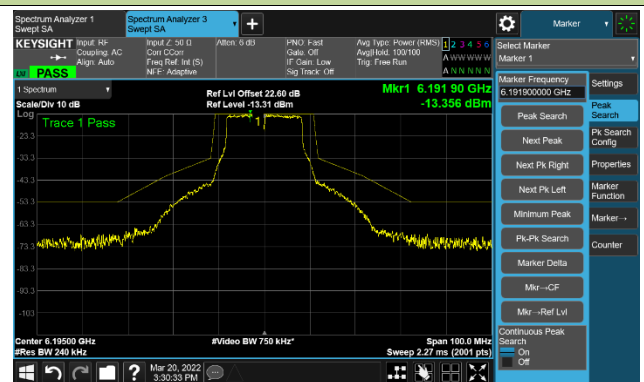 Spectrum Analyzer 1
Swept SA
Spectrum Analyzer 3
Swept SA
+
Marker
KEYSIGHT
Input: RF
Coupling: AC
Align: Auto
Input Z: 50 Ω
Corr CCorr
Freq Ref: Int (S)
NFE: Adaptive
Atten: 6 dB
PNO: Fast
Gate: Off
IF Gain: Low
Sig Track: Off
Avg Type: Power (RMS)
Avg|Hold: 100/100
Trig: Free Run
1 2 3 4 5 6
A W W W W W
A N N N N N
LXI
PASS
Select Marker
Marker 1
1 Spectrum
Scale/Div 10 dB
Log
Ref Lvl Offset 22.60 dB
Ref Level -13.31 dBm
Mkr1 6.191 90 GHz
-13.356 dBm
Trace 1 Pass
1
-23.3
-33.3
-43.3
-53.3
-63.3
-73.3
-83.3
-93.3
-103
Center 6.19500 GHz
#Res BW 240 kHz
#Video BW 750 kHz*
Span 100.0 MHz
Sweep 2.27 ms (2001 pts)
Marker Frequency
6.191900000 GHz
Peak Search
Next Peak
Next Pk Right
Next Pk Left
Minimum Peak
Pk-Pk Search
Marker Delta
Mkr→CF
Mkr→Ref Lvl
Continuous Peak
Search
On
Off
Settings
Peak
Search
Pk Search
Config
Properties
Marker
Function
Marker→
Counter
?
Mar 20, 2022
3:30:33 PM